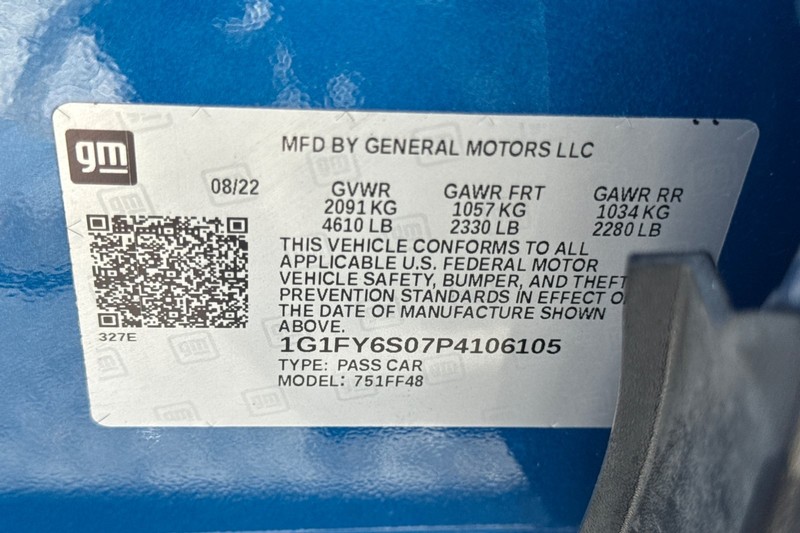 gm
MFD BY GENERAL MOTORS LLC
08/22
GVWR GAWR FRT GAWR RR
2091 KG 1057 KG 1034 KG
4610 LB 2330 LB 2280 LB
THIS VEHICLE CONFORMS TO ALL
APPLICABLE U.S. FEDERAL MOTOR
VEHICLE SAFETY, BUMPER, AND THEFT
PREVENTION STANDARDS IN EFFECT
THE DATE OF MANUFACTURE SHOWN
ABOVE.
327E
1G1FY6S07P4106105
TYPE: PASS CAR
MODEL: 751FF48